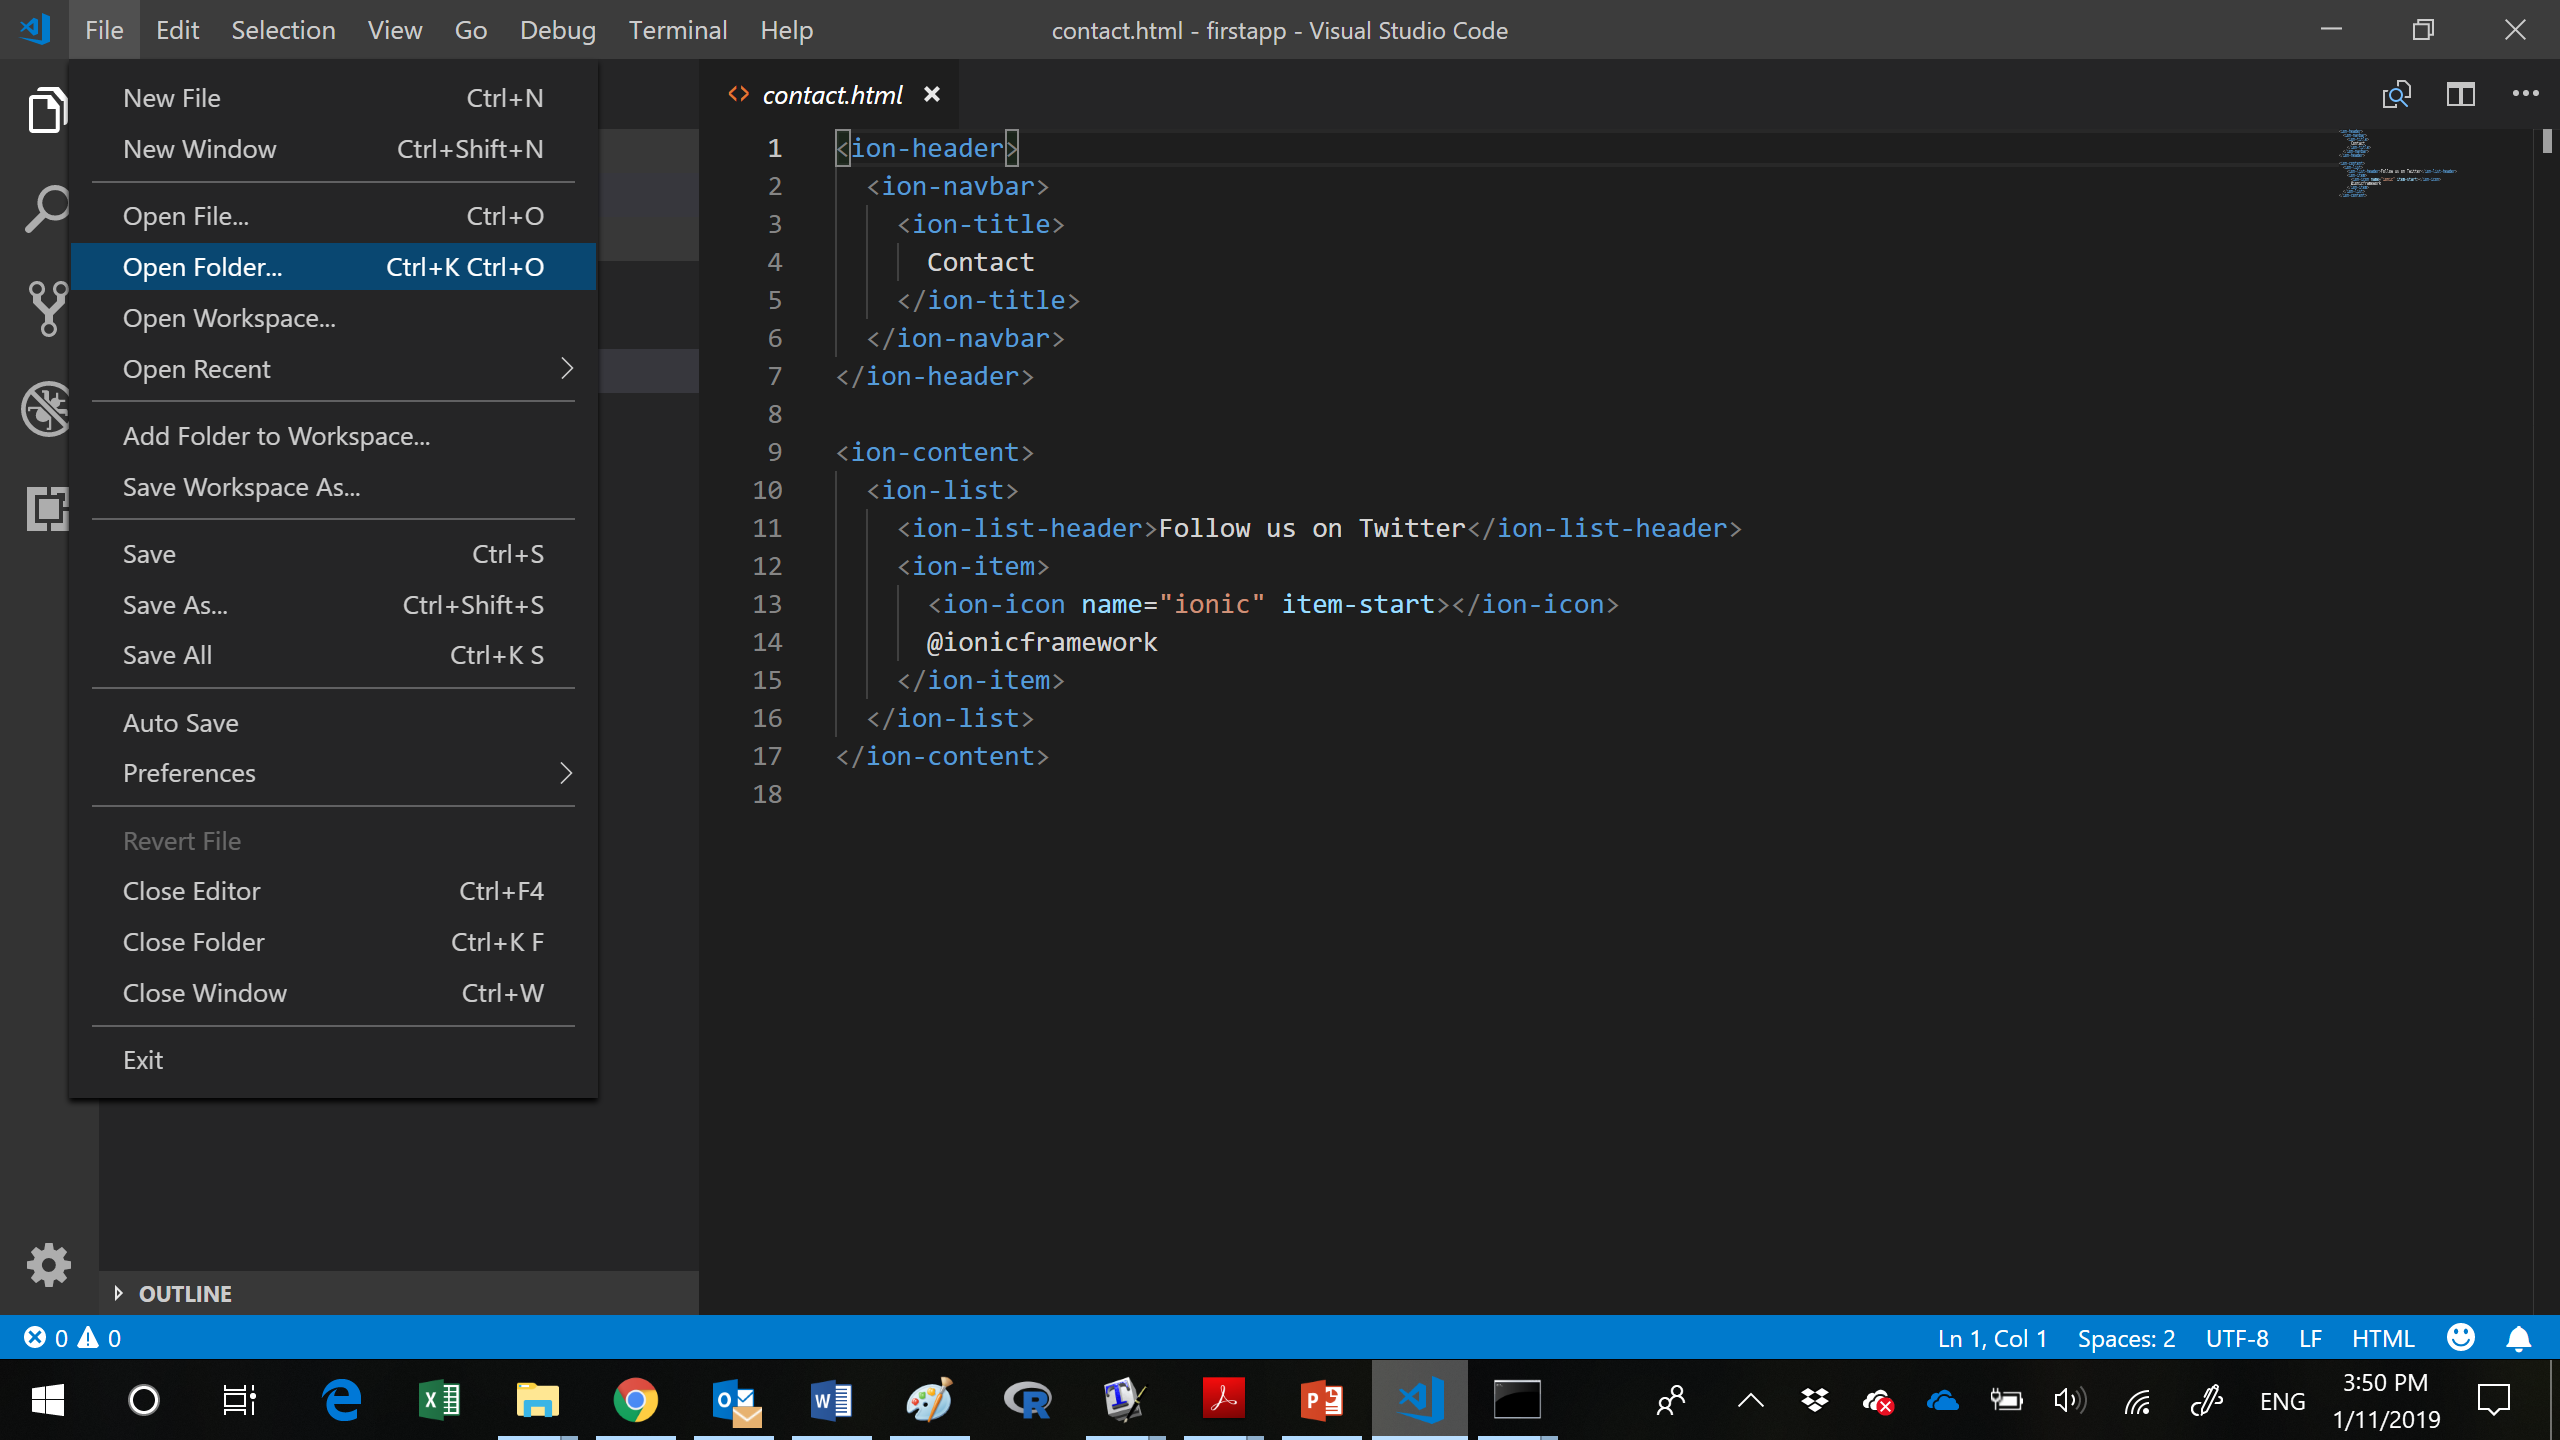 File Edit Selection View Go Debug Terminal Help
contact.html - firstapp - Visual Studio Code
New File Ctrl+N
New Window Ctrl+Shift+N
Open File... Ctrl+O
Open Folder... Ctrl+K Ctrl+O
Open Workspace...
Open Recent
Add Folder to Workspace...
Save Workspace As...
Save Ctrl+S
Save As... Ctrl+Shift+S
Save All Ctrl+K S
Auto Save
Preferences
Revert File
Close Editor Ctrl+F4
Close Folder Ctrl+K F
Close Window Ctrl+W
Exit
OUTLINE
<> contact.html
1 <ion-header>
2 <ion-navbar>
3 <ion-title>
4 Contact
5 </ion-title>
6 </ion-navbar>
7 </ion-header>
8
9 <ion-content>
10 <ion-list>
11 <ion-list-header>Follow us on Twitter</ion-list-header>
12 <ion-item>
13 <ion-icon name="ionic" item-start></ion-icon>
14 @ionicframework
15 </ion-item>
16 </ion-list>
17 </ion-content>
18
0 0
Ln 1, Col 1 Spaces: 2 UTF-8 LF HTML
ENG
3:50 PM
1/11/2019